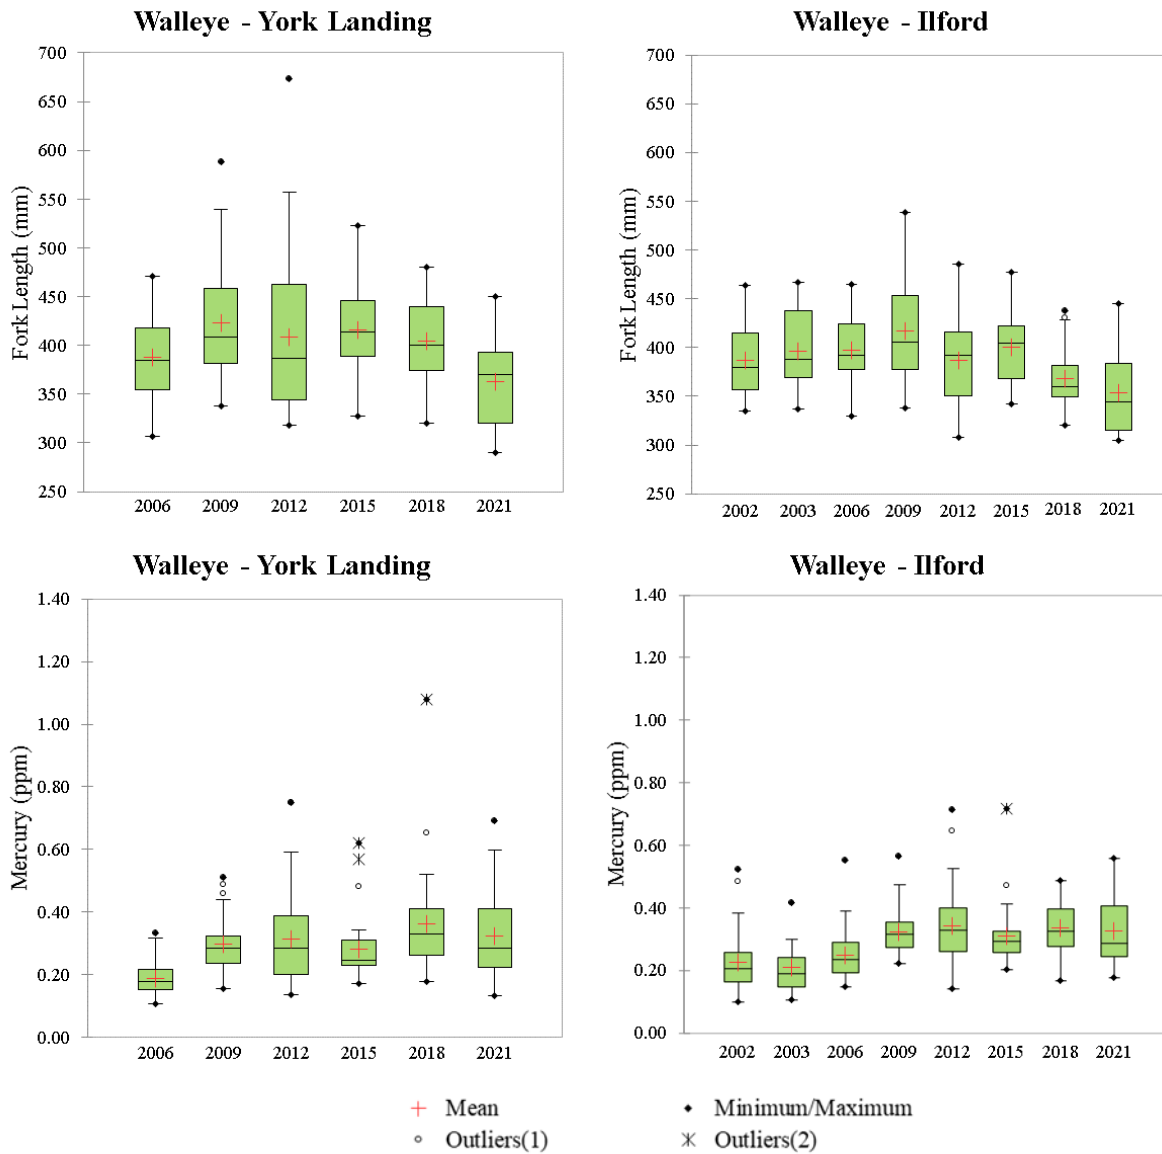 Walleye - York Landing
700
650
600
550
500
450
400
350
300
250
Fork Length (mm)
2006 2009 2012 2015 2018 2021
Walleye - Ilford
700
650
600
550
500
450
400
350
300
250
Fork Length (mm)
2002 2003 2006 2009 2012 2015 2018 2021
Walleye - York Landing
1.40
1.20
1.00
0.80
0.60
0.40
0.20
0.00
Mercury (ppm)
2006 2009 2012 2015 2018 2021
Walleye - Ilford
1.40
1.20
1.00
0.80
0.60
0.40
0.20
0.00
Mercury (ppm)
2002 2003 2006 2009 2012 2015 2018 2021
Mean
Minimum/Maximum
Outliers(1)
Outliers(2)